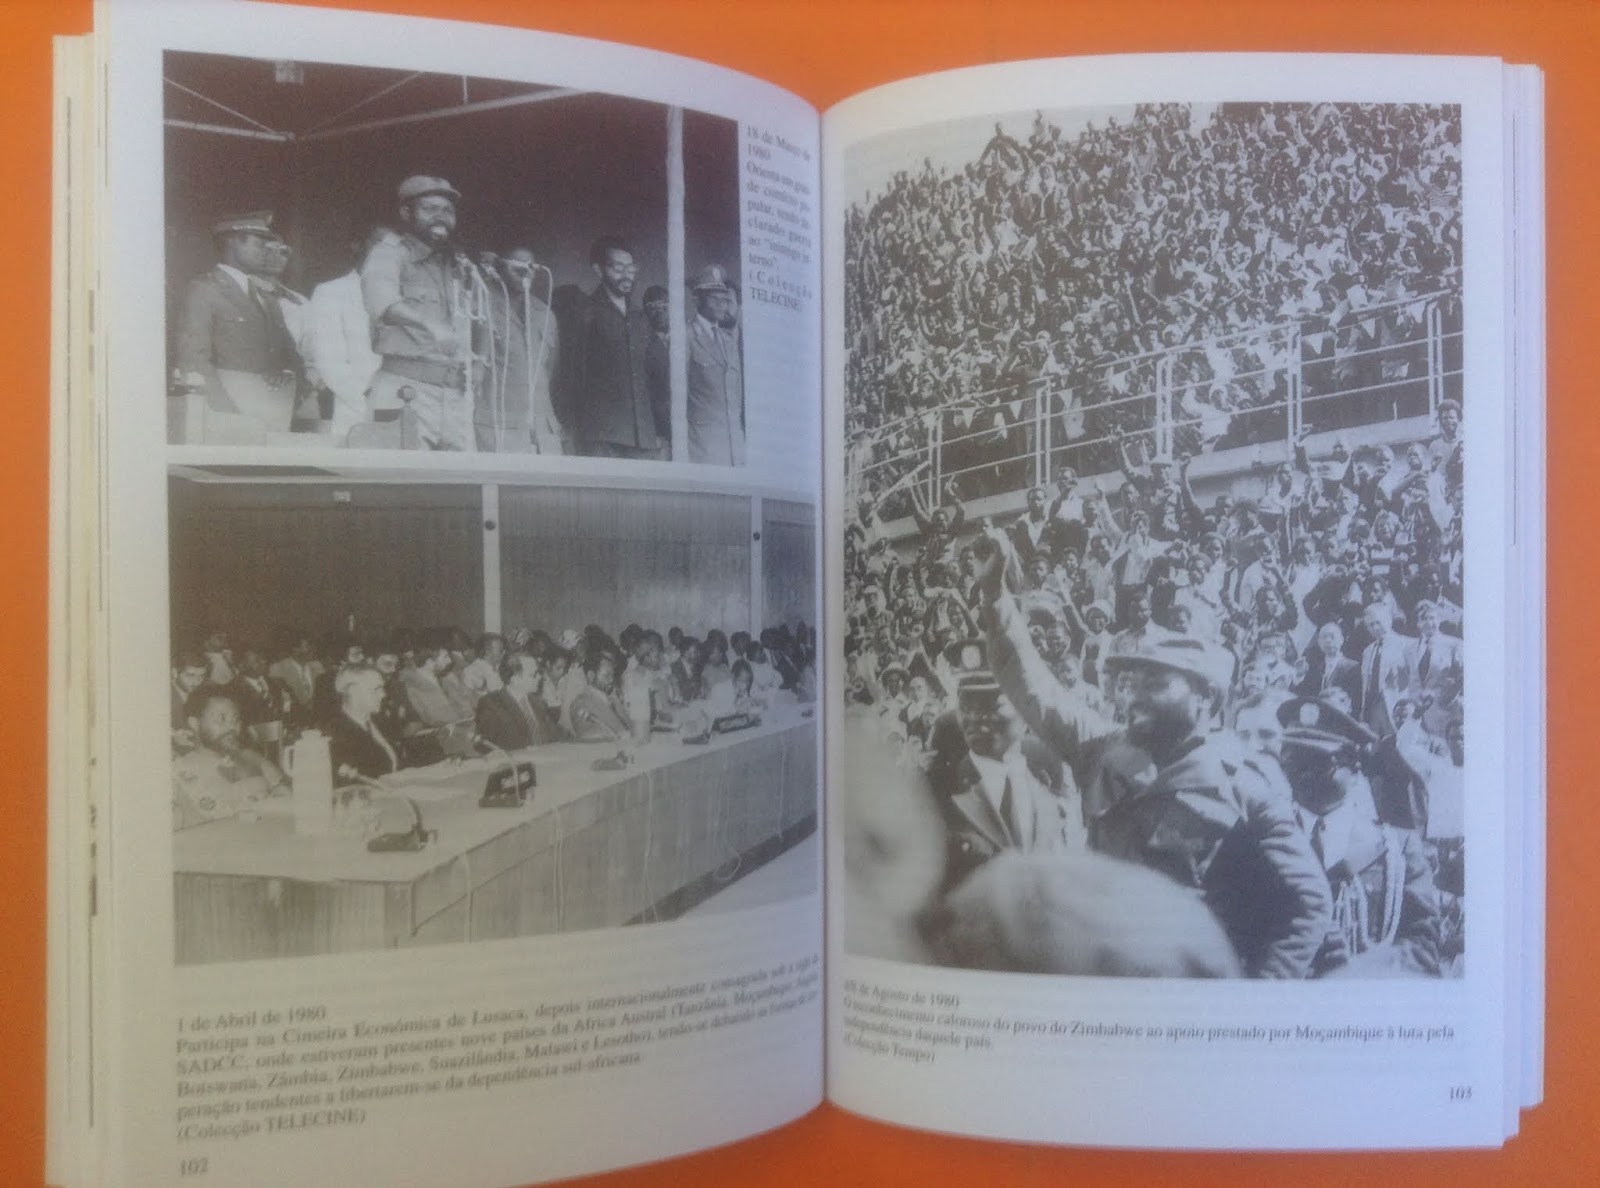 18 de Março de
1980
Orienta um gran-
de comício po-
pular, tendo de-
clarado guerra
ao "inimigo in-
terno".
(Colecção
TELECINE)
1 de Abril de 1980
Participa na Cimeira Económica de Lusaca, depois internacionalmente consagrada sob a sigla de
SADCC, onde estiveram presentes nove países da África Austral (Tanzânia, Moçambique, Angola,
Botswana, Zâmbia, Zimbabwe, Suazilândia, Malawi e Lesotho), tendo-se debatido as formas de coo-
peração tendentes a libertarem-se da dependência sul-africana.
(Colecção TELECINE)
102
de Agosto de 1980
O reconhecimento caloroso do povo do Zimbabwe ao apoio prestado por Moçambique à luta pela
independência daquele país.
(Colecção Tempo)
103